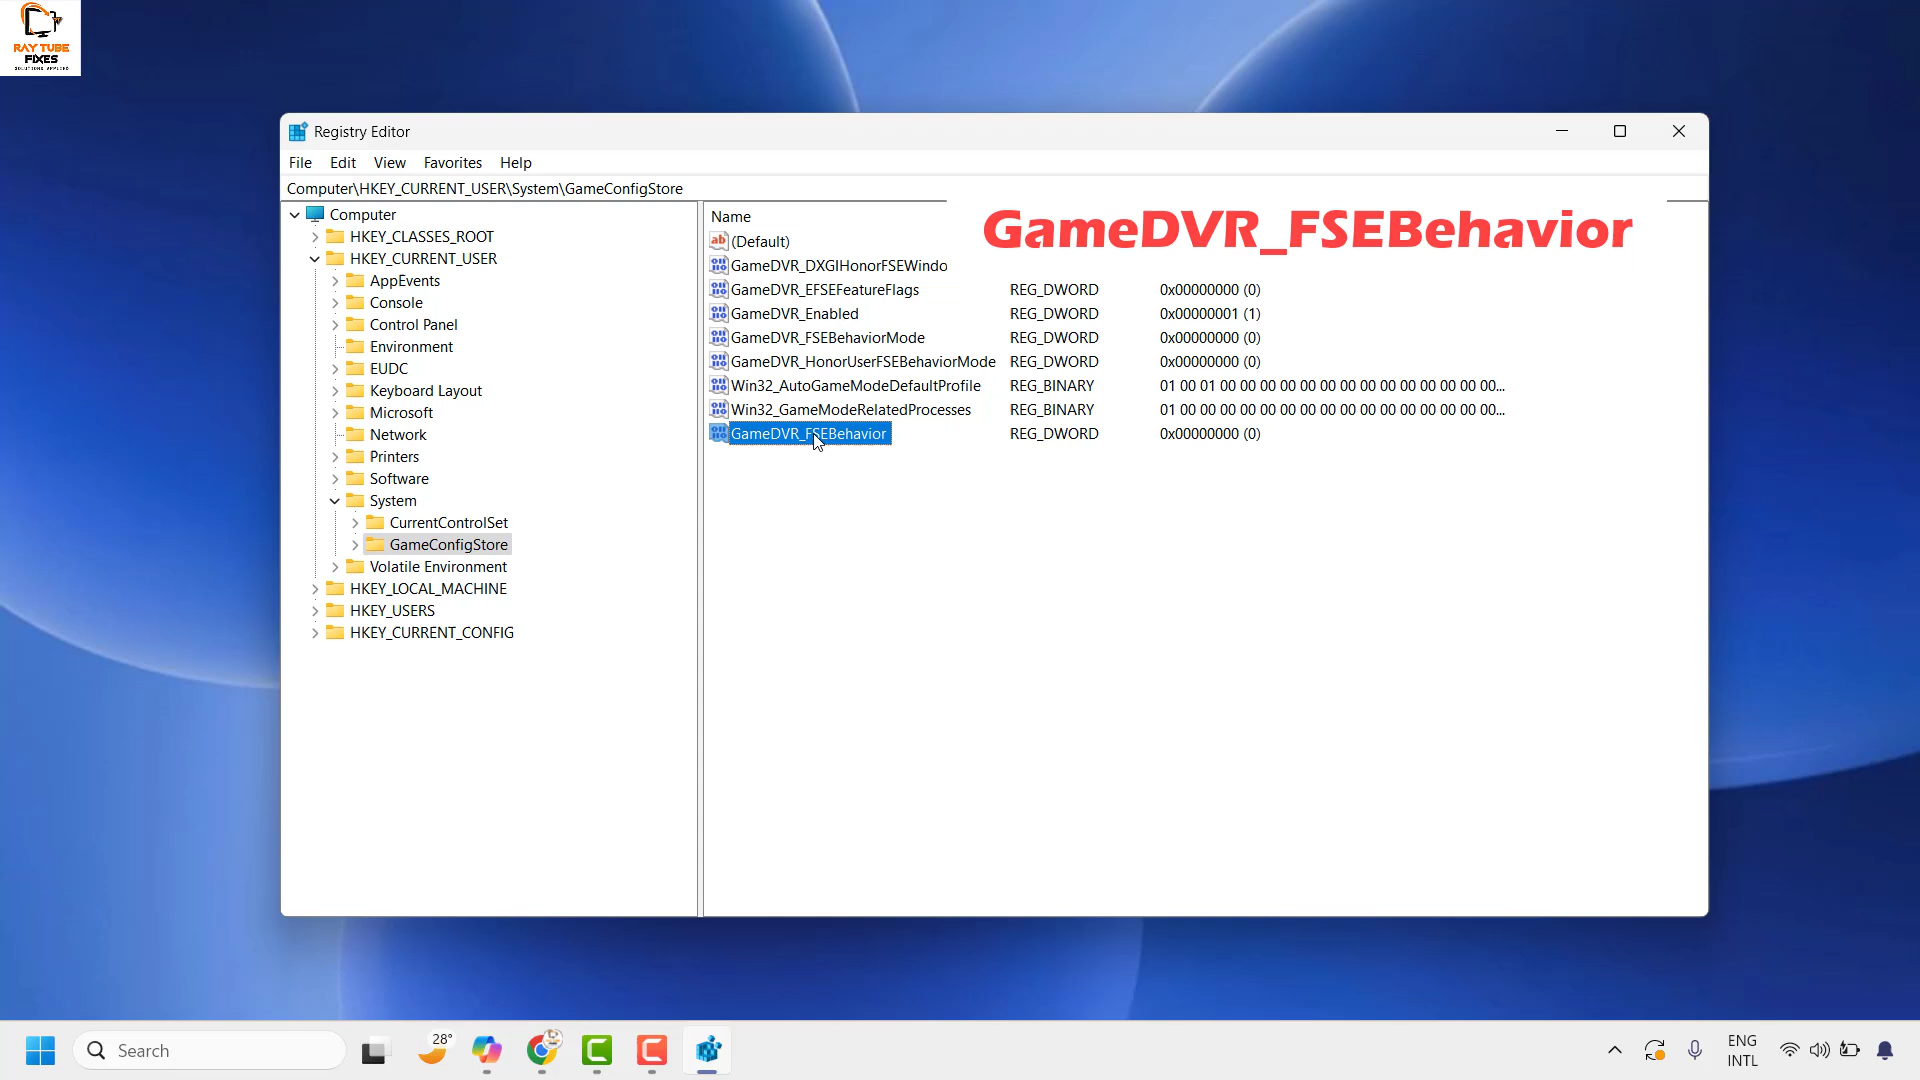 RAY TUBE
FIXES
SOLUTIONS APPLIED
Registry Editor
File Edit View Favorites Help
Computer\HKEY_CURRENT_USER\System\GameConfigStore
Computer
HKEY_CLASSES_ROOT
HKEY_CURRENT_USER
AppEvents
Console
Control Panel
Environment
EUDC
Keyboard Layout
Microsoft
Network
Printers
Software
System
CurrentControlSet
GameConfigStore
Volatile Environment
HKEY_LOCAL_MACHINE
HKEY_USERS
HKEY_CURRENT_CONFIG
Name
GameDVR_FSEBehavior
(Default)
GameDVR_DXGIHonorFSEWindo
GameDVR_EFSEFeatureFlags REG_DWORD 0x00000000 (0)
GameDVR_Enabled REG_DWORD 0x00000001 (1)
GameDVR_FSEBehaviorMode REG_DWORD 0x00000000 (0)
GameDVR_HonorUserFSEBehaviorMode REG_DWORD 0x00000000 (0)
Win32_AutoGameModeDefaultProfile REG_BINARY 01 00 01 00 00 00 00 00 00 00 00 00 00 00 00 00 00...
Win32_GameModeRelatedProcesses REG_BINARY 01 00 01 00 00 00 00 00 00 00 00 00 00 00 00 00 00...
GameDVR_FSEBehavior REG_DWORD 0x00000000 (0)
Search
28°
ENG
INTL